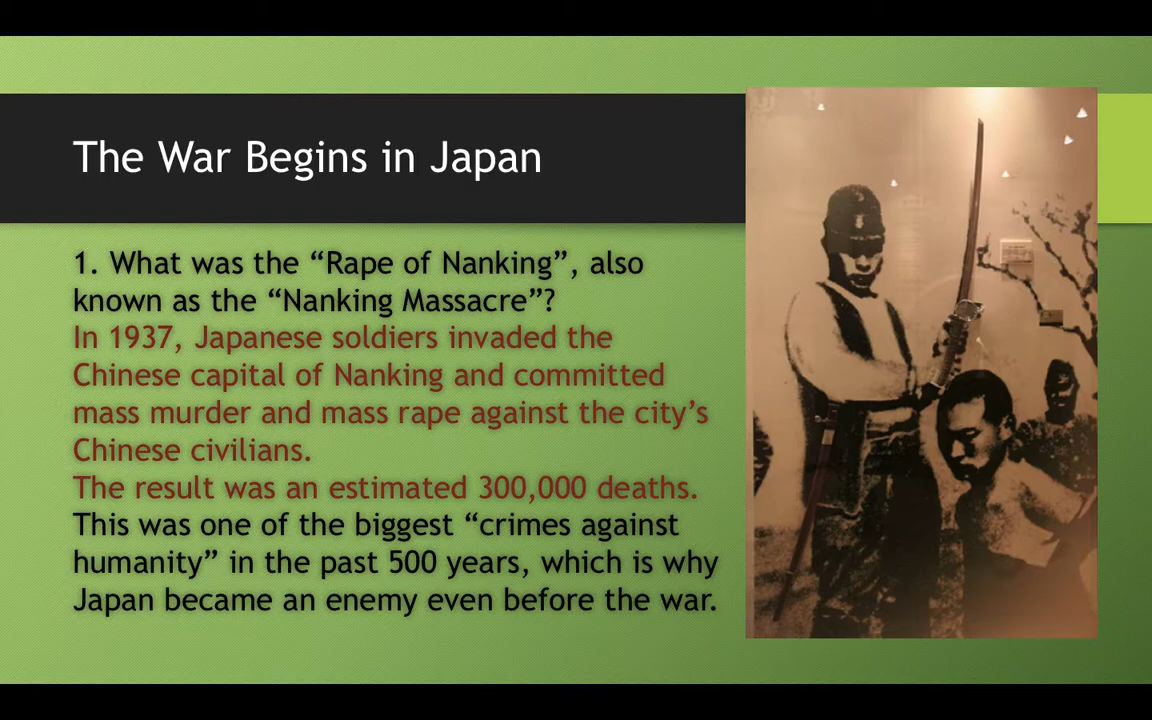 The War Begins in Japan
1. What was the “Rape of Nanking”, also
known as the “Nanking Massacre”?
In 1937, Japanese soldiers invaded the
Chinese capital of Nanking and committed
mass murder and mass rape against the city’s
Chinese civilians.
The result was an estimated 300,000 deaths.
This was one of the biggest “crimes against
humanity” in the past 500 years, which is why
Japan became an enemy even before the war.